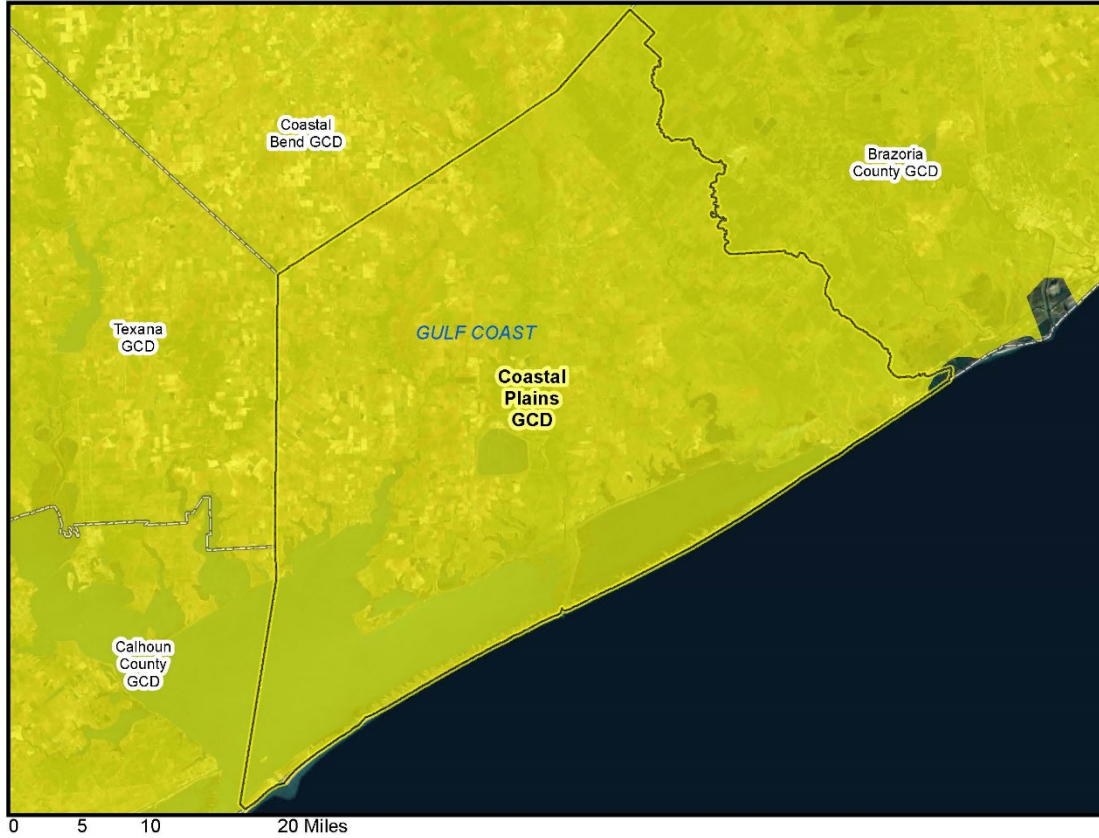 Coastal
Bend GCD
Brazoria
County GCD
Texana
GCD
GULF COAST
Coastal
Plains
GCD
Calhoun
County
GCD
0 5 10 20 Miles